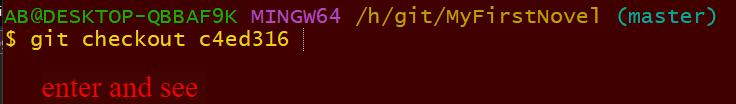 AB@DESKTOP-QBBAF9K MINGW64 /h/git/MyFirstNovel (master)
$ git checkout c4ed316
enter and see